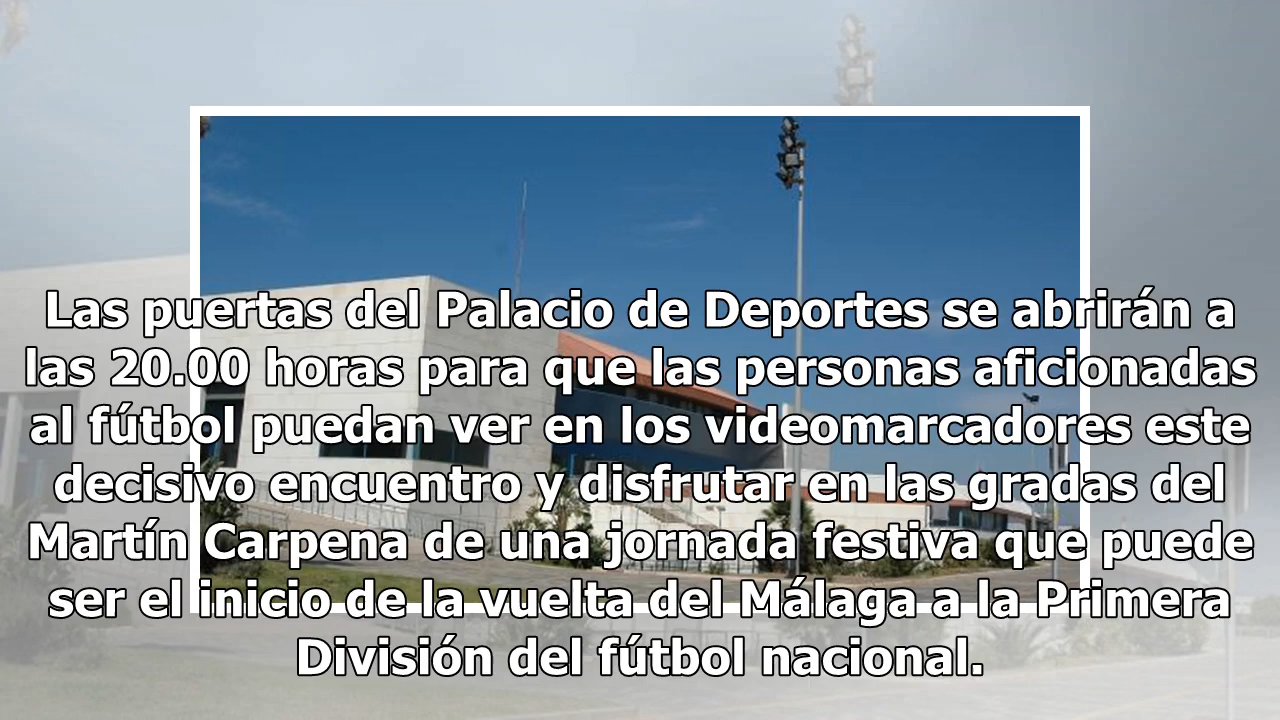 Las puertas del Palacio de Deportes se abrirán a
las 20.00 horas para que las personas aficionadas
al fútbol puedan ver en los videomarcadores este
decisivo encuentro y disfrutar en las gradas del
Martín Carpena de una jornada festiva que puede
ser el inicio de la vuelta del Málaga a la Primera
División del fútbol nacional.